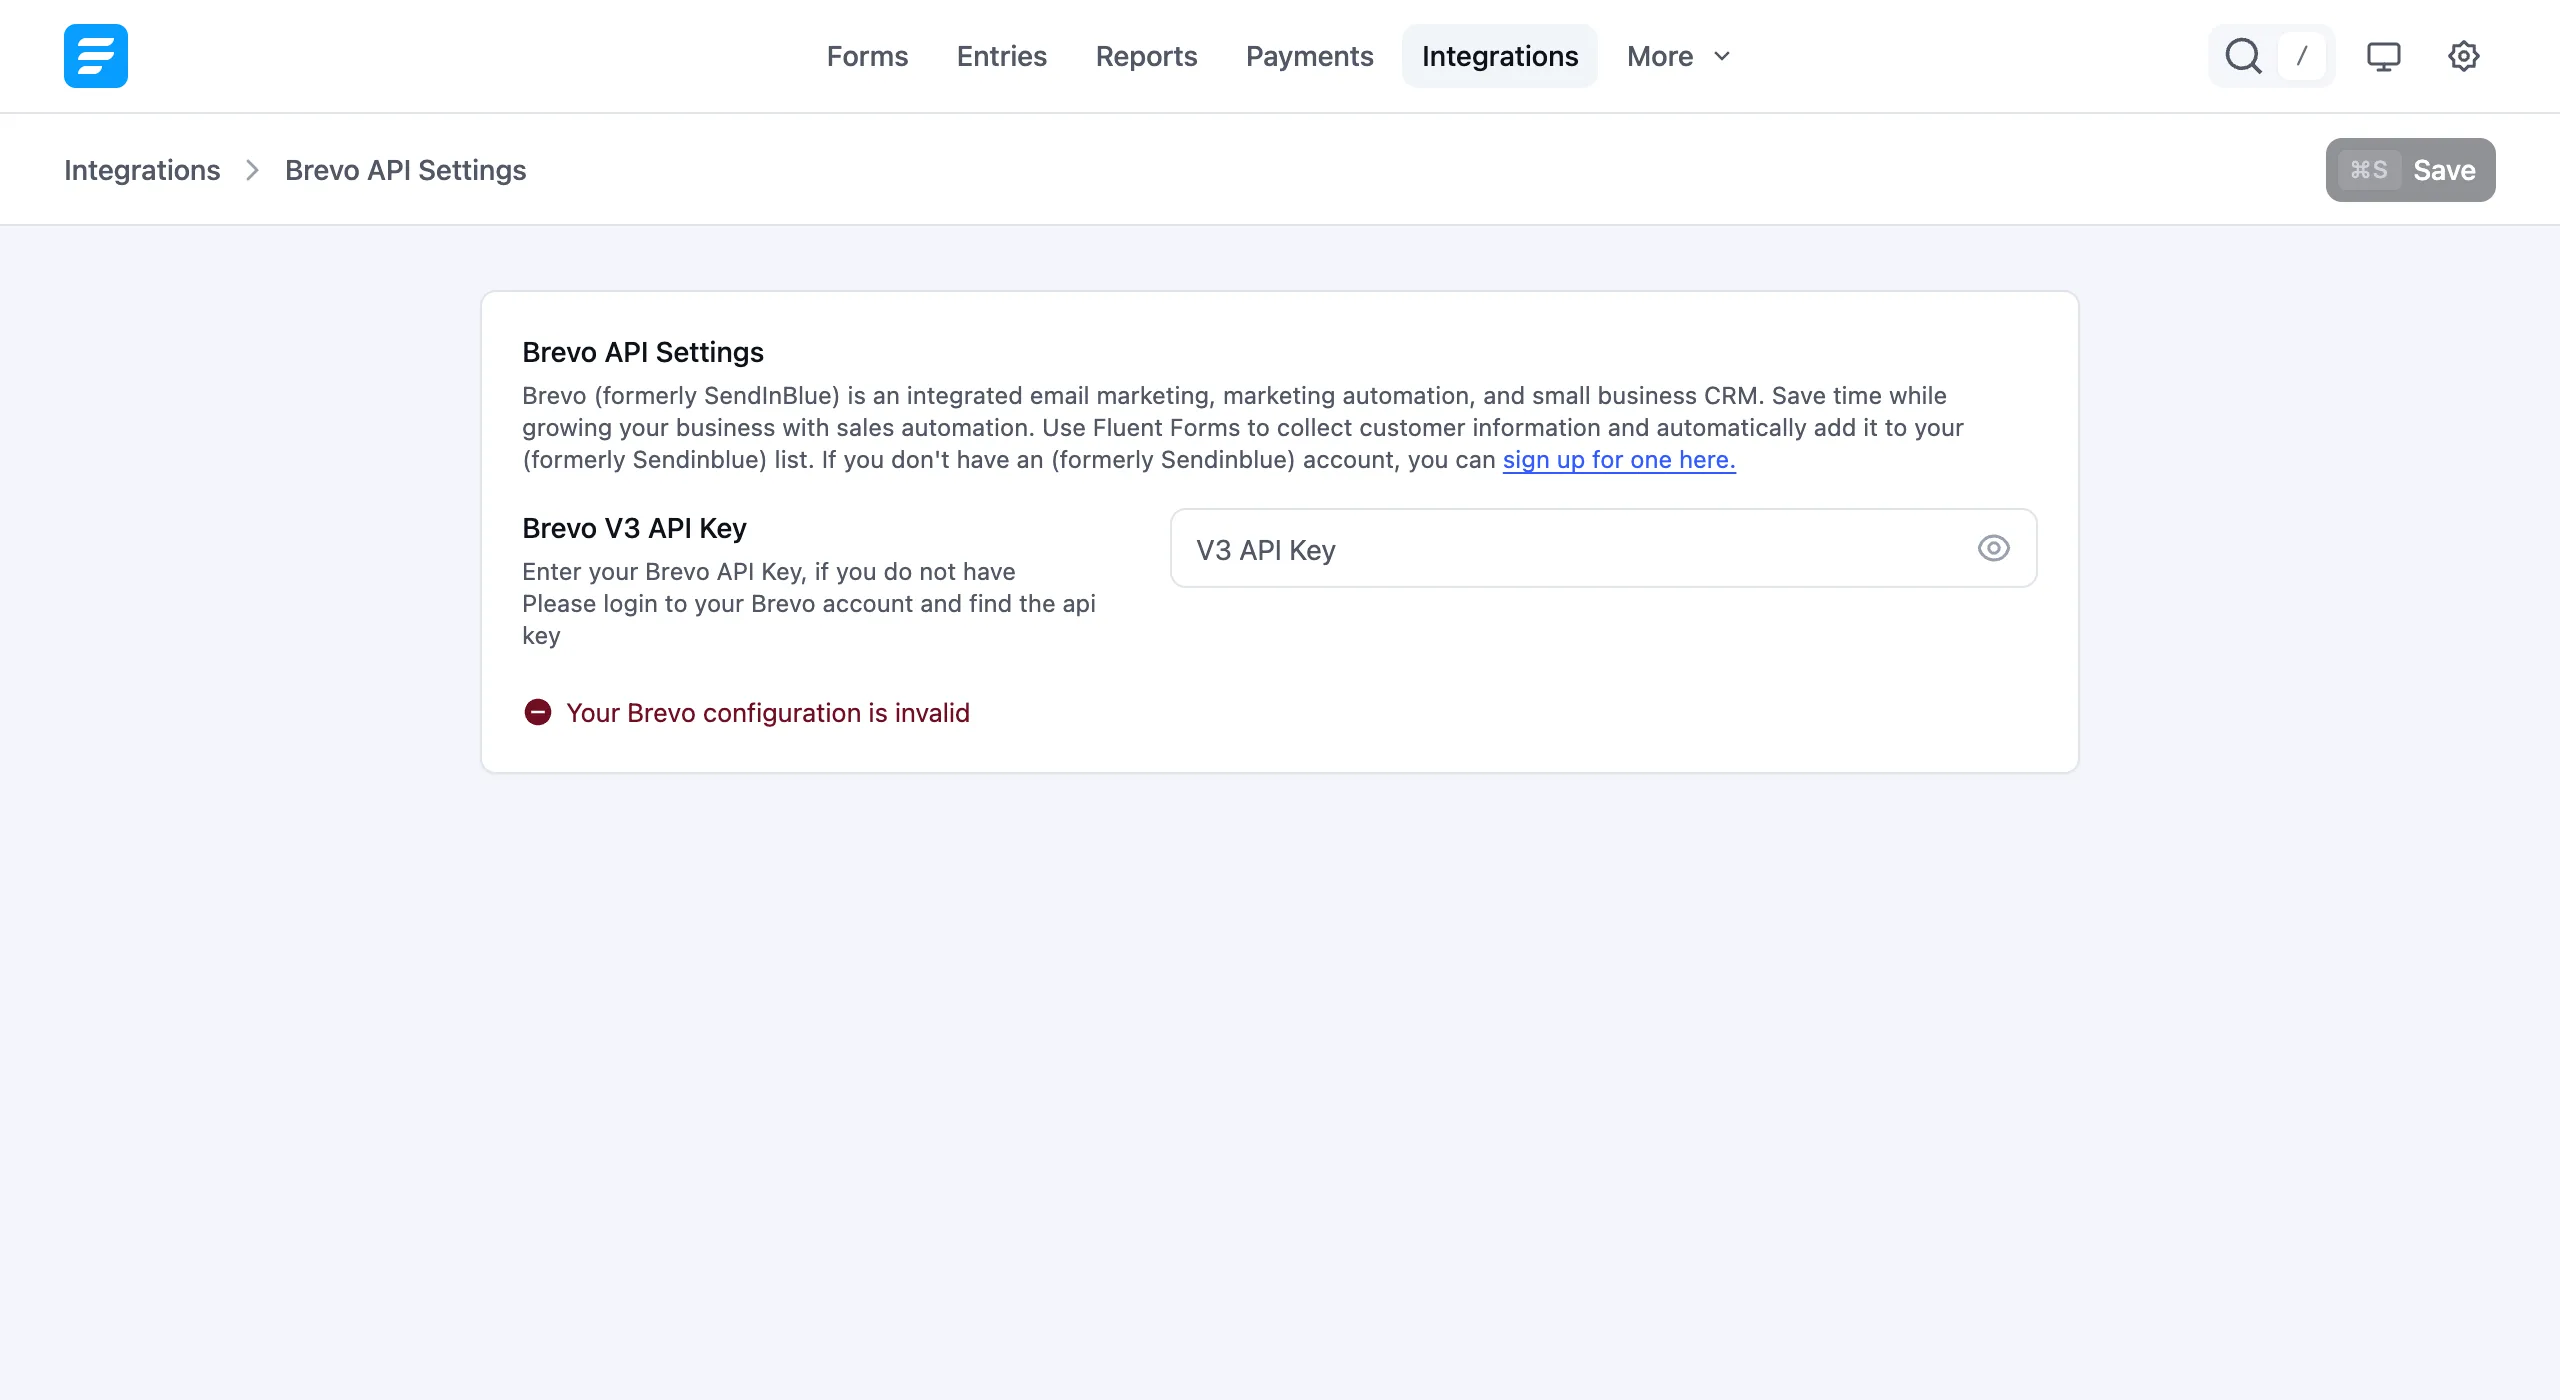 Forms Entries Reports Payments Integrations More /
Integrations Brevo API Settings ⌘S Save
Brevo API Settings
Brevo (formerly SendInBlue) is an integrated email marketing, marketing automation, and small business CRM. Save time while
growing your business with sales automation. Use Fluent Forms to collect customer information and automatically add it to your
(formerly Sendinblue) list. If you don't have an (formerly Sendinblue) account, you can sign up for one here.
Brevo V3 API Key
V3 API Key
Enter your Brevo API Key, if you do not have
Please login to your Brevo account and find the api
key
Your Brevo configuration is invalid